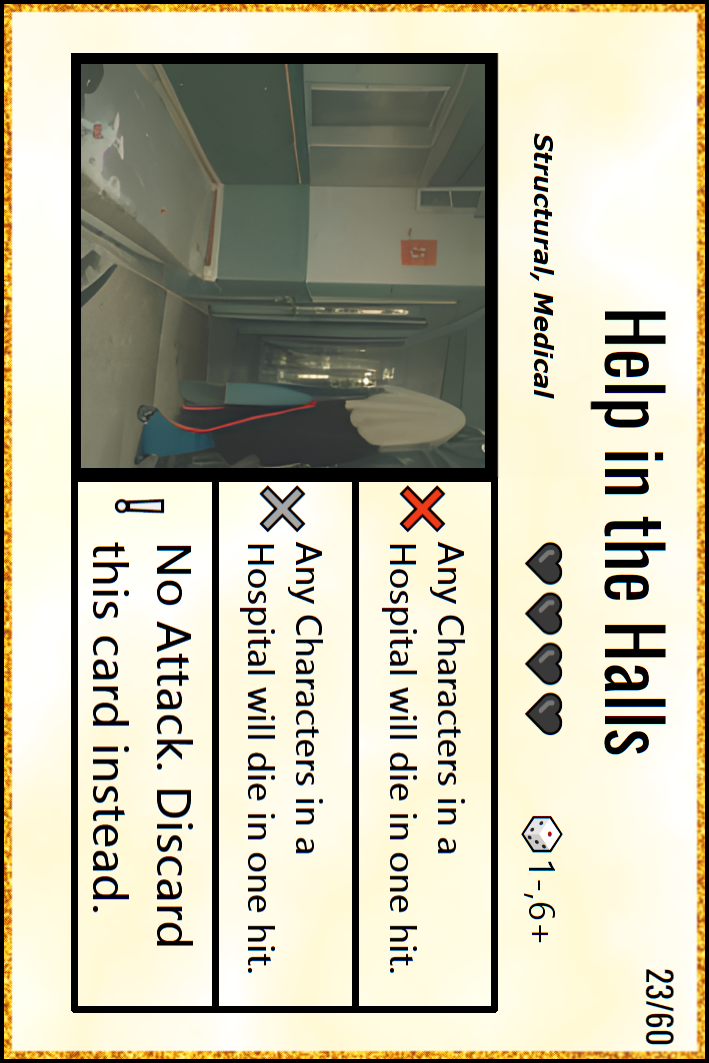 Help in the Halls
23/60
Structural, Medical
1-,6+
Any Characters in a
Hospital will die in one hit.
Any Characters in a
Hospital will die in one hit.
No Attack. Discard
this card instead.